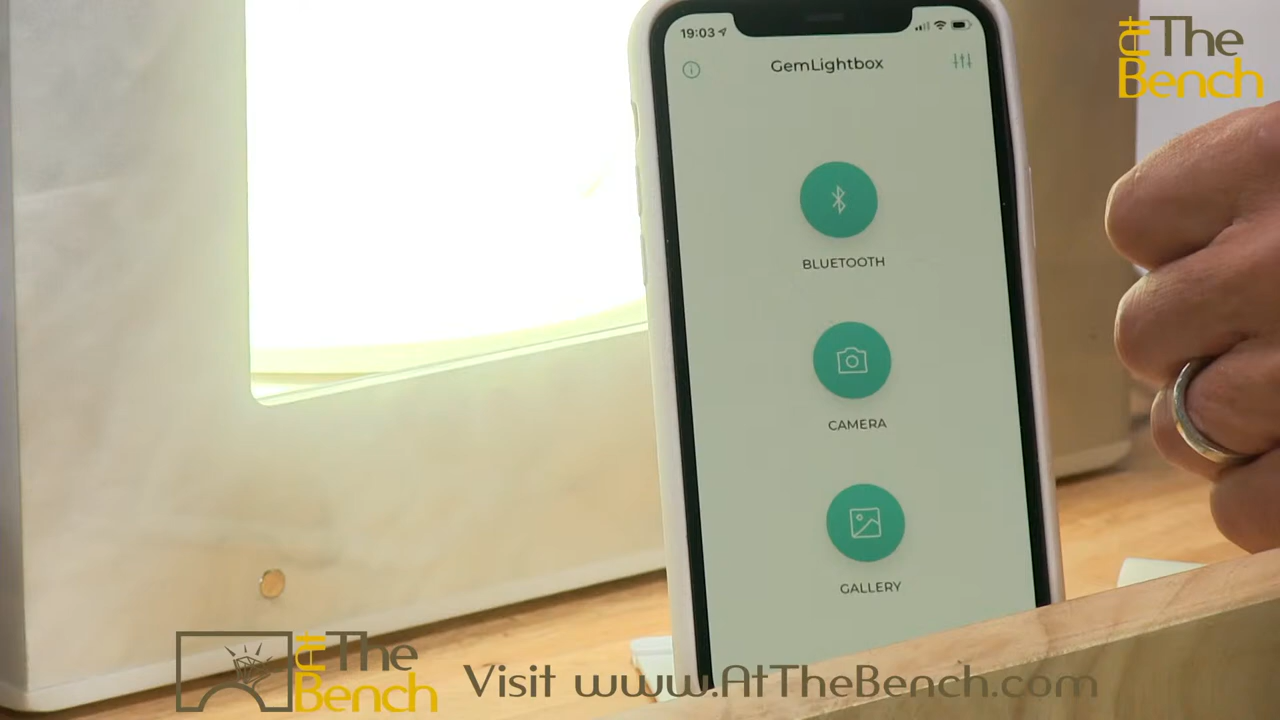 19:03
GemLightbox
BLUETOOTH
CAMERA
GALLERY
At The
Bench
At The
Bench
Visit www.AtTheBench.com